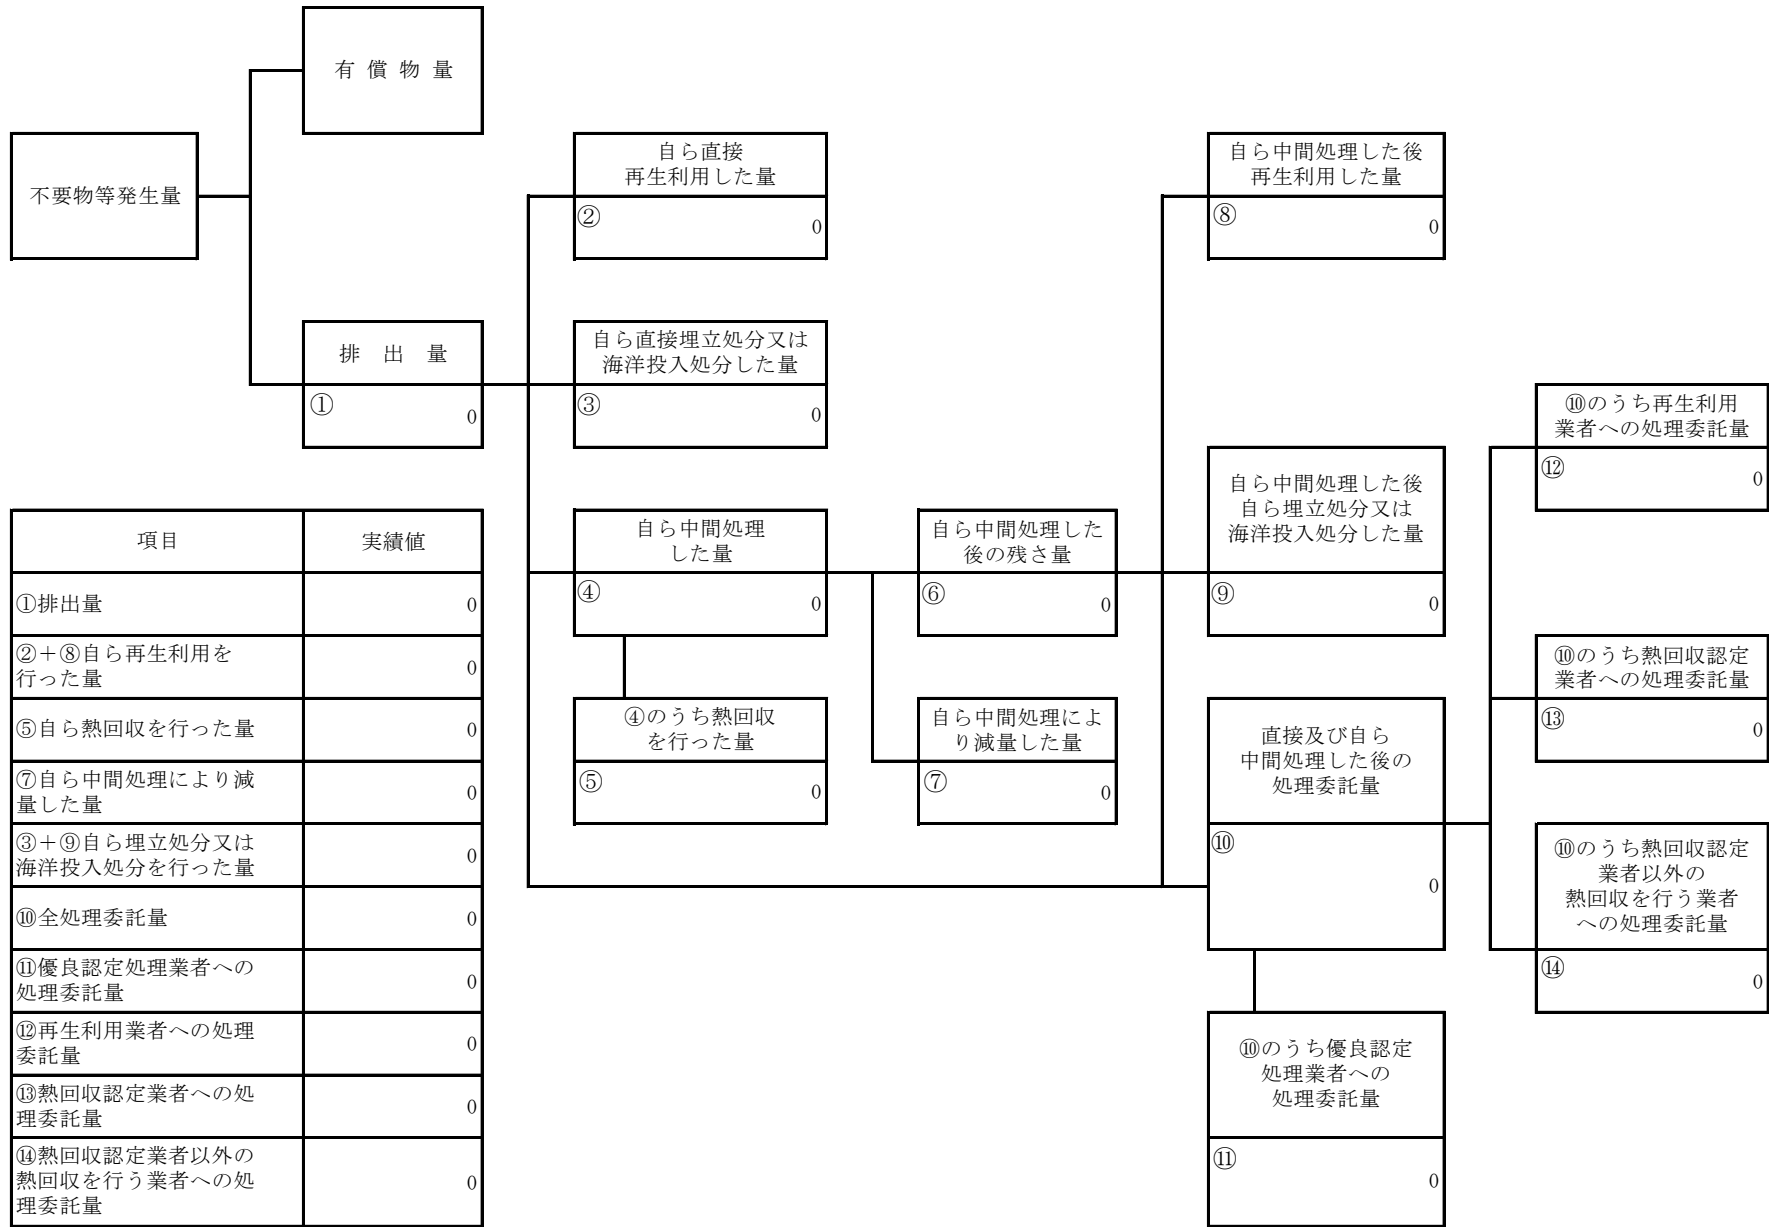 有 償 物 量
不要物等発生量
自ら直接
再生利用した量
②
0
自ら中間処理した後
再生利用した量
⑧
0
排 出 量
①
0
自ら直接埋立処分又は
海洋投入処分した量
③
0
⑩のうち再生利用
業者への処理委託量
⑫
0
自ら中間処理した後
自ら埋立処分又は
海洋投入処分した量
⑨
0
自ら中間処理
した量
④
0
自ら中間処理した
後の残さ量
⑥
0
⑩のうち熱回収認定
業者への処理委託量
⑬
0
④のうち熱回収
を行った量
⑤
0
自ら中間処理によ
り減量した量
⑦
0
直接及び自ら
中間処理した後の
処理委託量
⑩
0
⑩のうち熱回収認定
業者以外の
熱回収を行う業者
への処理委託量
⑭
0
⑩のうち優良認定
処理業者への
処理委託量
⑪
0
項目 実績値
①排出量 0
②＋⑧自ら再生利用を
行った量 0
⑤自ら熱回収を行った量 0
⑦自ら中間処理により減
量した量 0
③＋⑨自ら埋立処分又は
海洋投入処分を行った量 0
⑩全処理委託量 0
⑪優良認定処理業者への
処理委託量 0
⑫再生利用業者への処理
委託量 0
⑬熱回収認定業者への処
理委託量 0
⑭熱回収認定業者以外の
熱回収を行う業者への処
理委託量 0